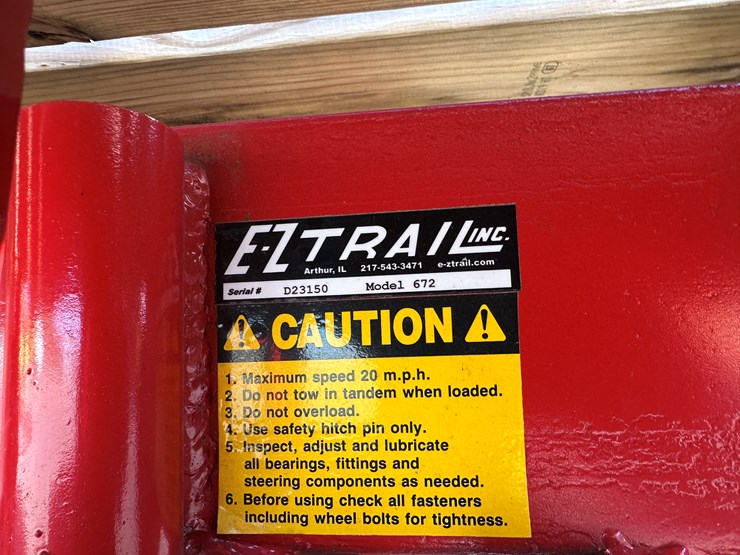 E-Z TRAIL INC.
Arthur, IL 217-543-3471 e-ztrail.com
Serial # D23150 Model 672
CAUTION
1. Maximum speed 20 m.p.h.
2. Do not tow in tandem when loaded.
3. Do not overload.
4. Use safety hitch pin only.
5. Inspect, adjust and lubricate
all bearings, fittings and
steering components as needed.
6. Before using check all fasteners
including wheel bolts for tightness.